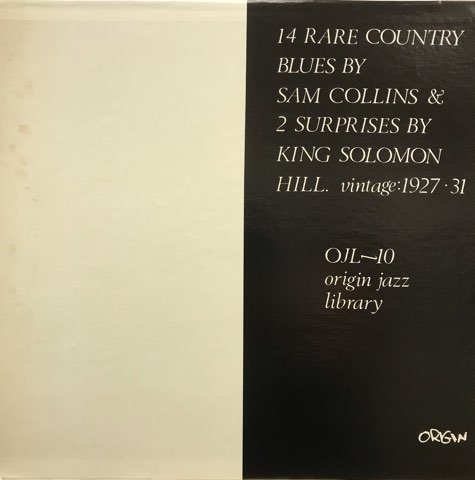 14 RARE COUNTRY
BLUES BY
SAM COLLINS &
2 SURPRISES BY
KING SOLOMON
HILL. vintage:1927·31
OJL—10
origin jazz
library
ORIGIN